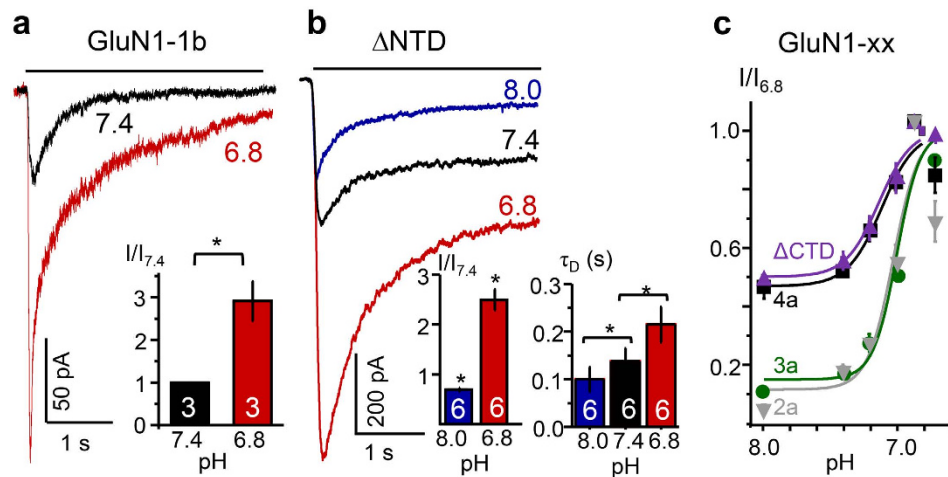 a
GluN1-1b
7.4
6.8
I/I7.4
*
3
2
1
0
3
3
7.4 6.8
pH
50 pA
1 s
b
ΔNTD
8.0
7.4
6.8
I/I7.4
*
*
3
2
1
0
6
6
8.0 6.8
pH
200 pA
1 s
τD (s)
*
*
0.3
0.2
0.1
0.0
6
6
6
8.0 7.4 6.8
pH
c
GluN1-xx
I/I6.8
1.0
0.6
0.2
ΔCTD
4a
3a
2a
8.0 7.0
pH